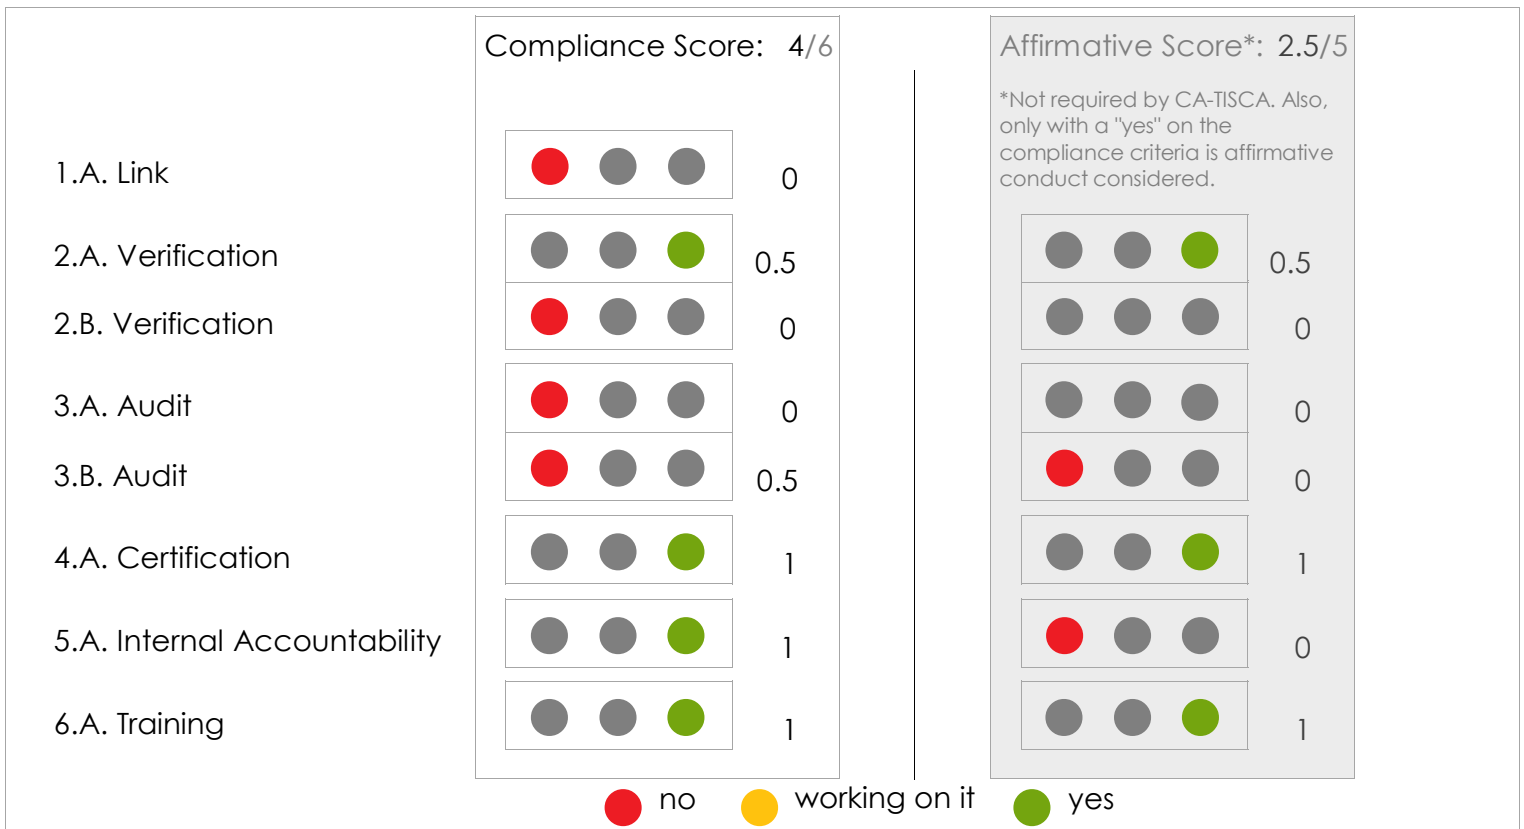 Compliance Score: 4/6
Affirmative Score*: 2.5/5
*Not required by CA-TISCA. Also,
only with a "yes" on the
compliance criteria is affirmative
conduct considered.
1.A. Link 0
2.A. Verification 0.5 0.5
2.B. Verification 0 0
3.A. Audit 0 0
3.B. Audit 0.5 0
4.A. Certification 1 1
5.A. Internal Accountability 1 0
6.A. Training 1 1
no working on it yes